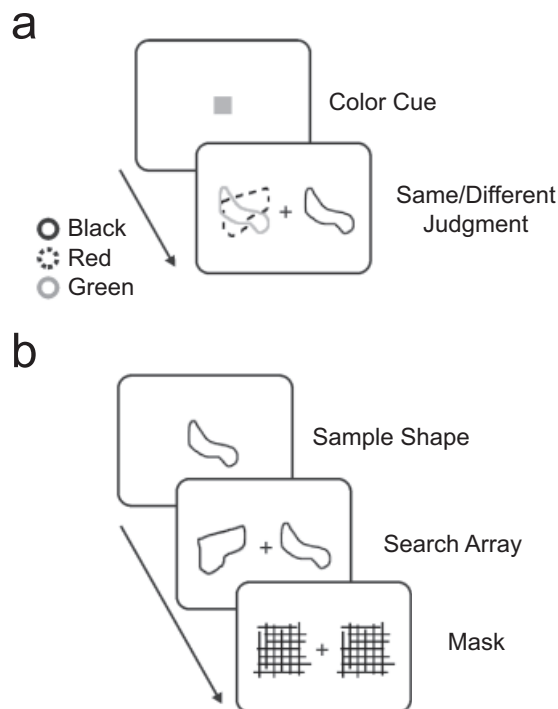 a
Color Cue
Same/Different
Judgment
Black
Red
Green
b
Sample Shape
Search Array
Mask